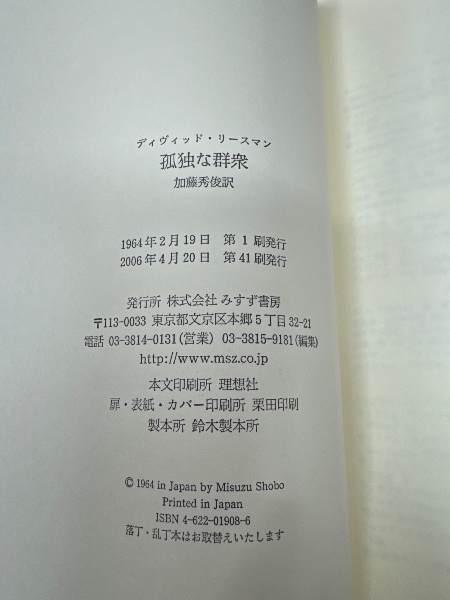 ディヴィッド・リースマン
孤独な群衆
加藤秀俊訳
1964年2月19日 第1刷発行
2006年4月20日 第41刷発行
発行所 株式会社 みすず書房
〒113-0033 東京都文京区本郷5丁目32-21
電話 03-3814-0131(営業) 03-3815-9181(編集)
http://www.msz.co.jp
本文印刷所 理想社
扉・表紙・カバー印刷所 栗田印刷
製本所 鈴木製本所
© 1964 in Japan by Misuzu Shobo
Printed in Japan
ISBN 4-622-01908-6
落丁・乱丁本はお取替えいたします